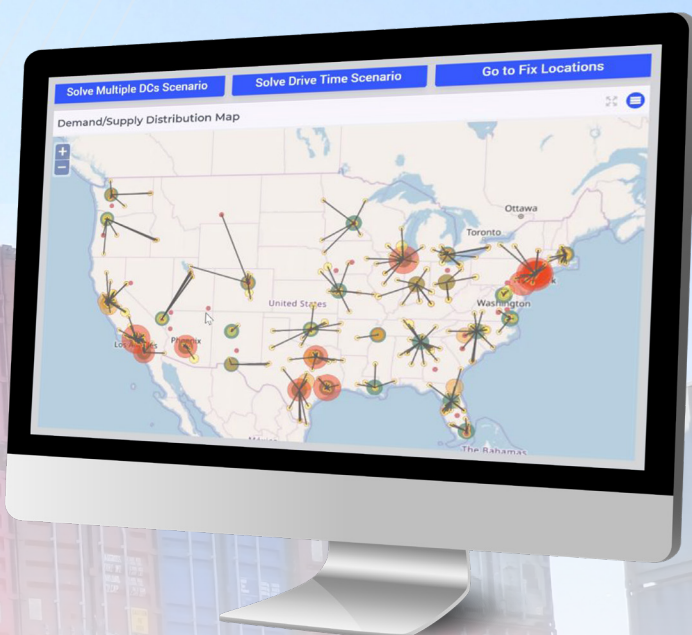 Solve Multiple DCs Scenario
Solve Drive Time Scenario
Go to Fix Locations
Demand/Supply Distribution Map
+
−
Ottawa
Toronto
United States
Washington
Phoenix
The Bahamas